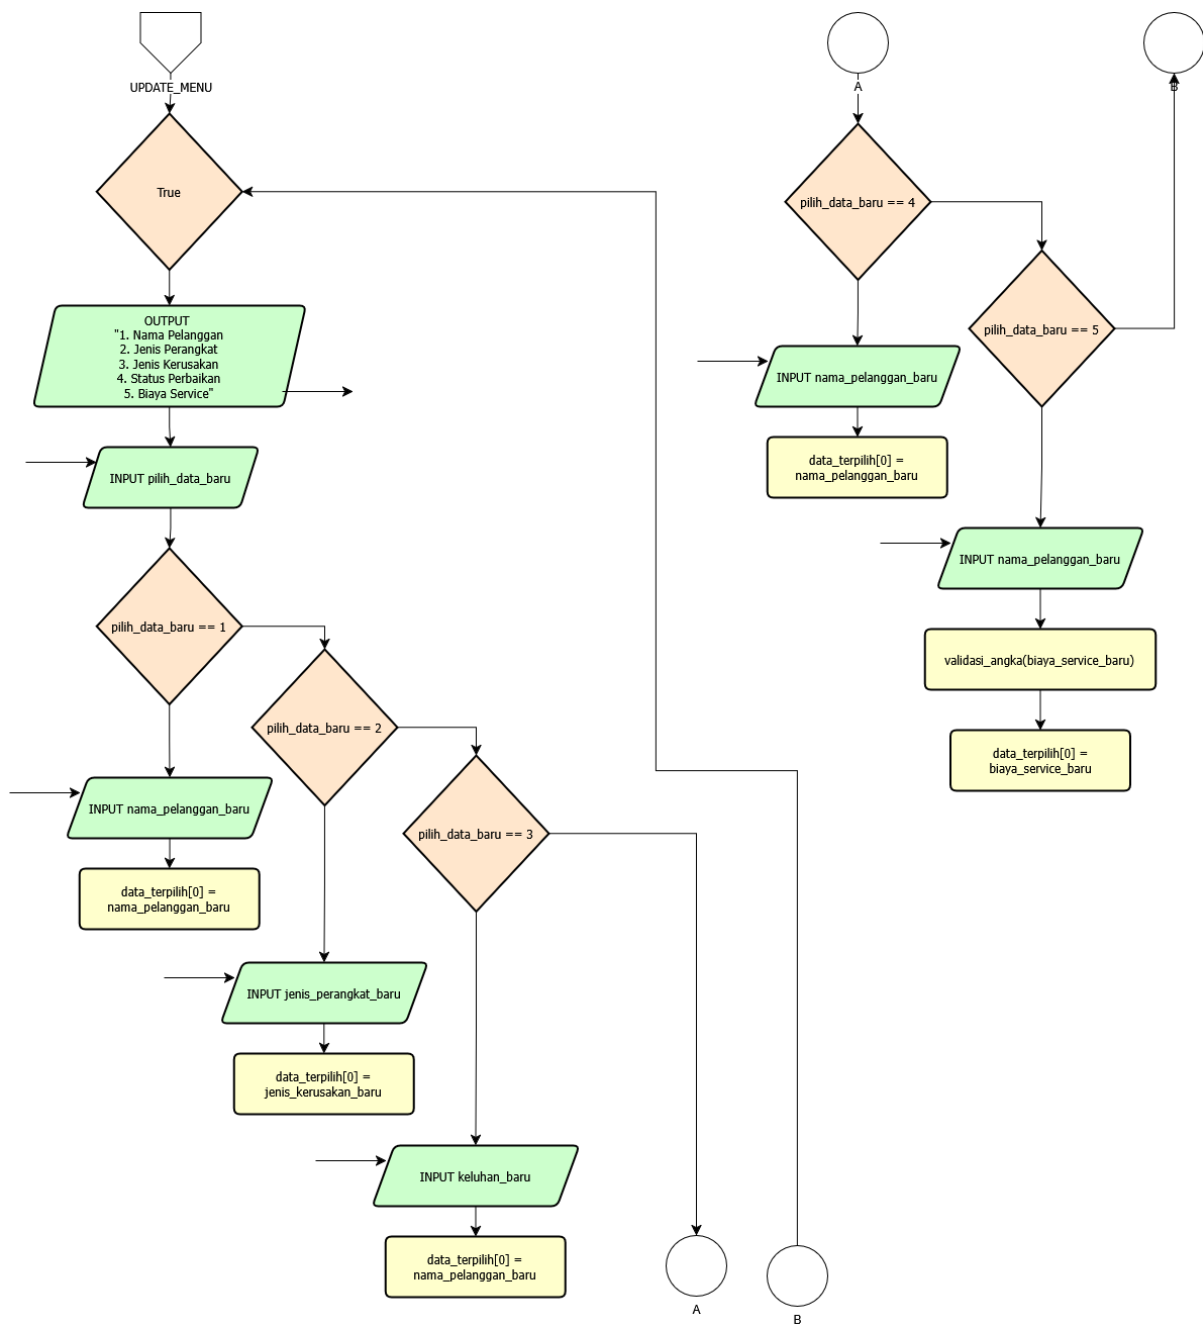 UPDATE_MENU
True
OUTPUT
"1. Nama Pelanggan
2. Jenis Perangkat
3. Jenis Kerusakan
4. Status Perbaikan
5. Biaya Service"
INPUT pilih_data_baru
pilih_data_baru == 1
INPUT nama_pelanggan_baru
data_terpilih[0] =
nama_pelanggan_baru
pilih_data_baru == 2
INPUT jenis_perangkat_baru
data_terpilih[0] =
jenis_kerusakan_baru
pilih_data_baru == 3
INPUT keluhan_baru
data_terpilih[0] =
nama_pelanggan_baru
A
B
A
pilih_data_baru == 4
INPUT nama_pelanggan_baru
data_terpilih[0] =
nama_pelanggan_baru
B
pilih_data_baru == 5
INPUT nama_pelanggan_baru
validasi_angka(biaya_service_baru)
data_terpilih[0] =
biaya_service_baru